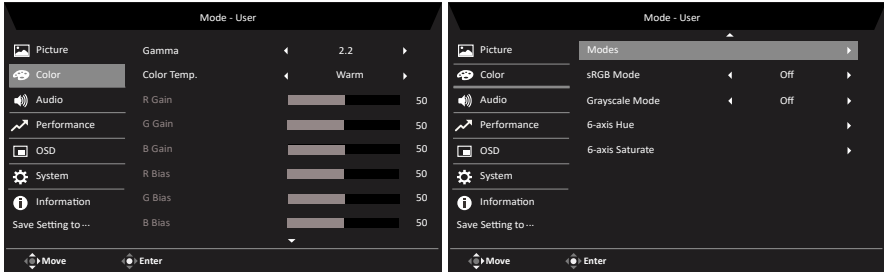 Mode - User
Picture
Gamma 2.2
Color
Color Temp. Warm
Audio
R Gain 50
Performance
G Gain 50
OSD
B Gain 50
System
R Bias 50
Information
G Bias 50
Save Setting to ···
B Bias 50
Move Enter
Mode - User
Picture
Modes
Color
sRGB Mode Off
Audio
Grayscale Mode Off
Performance
6-axis Hue
OSD
6-axis Saturate
System
Information
Save Setting to ···
Move Enter